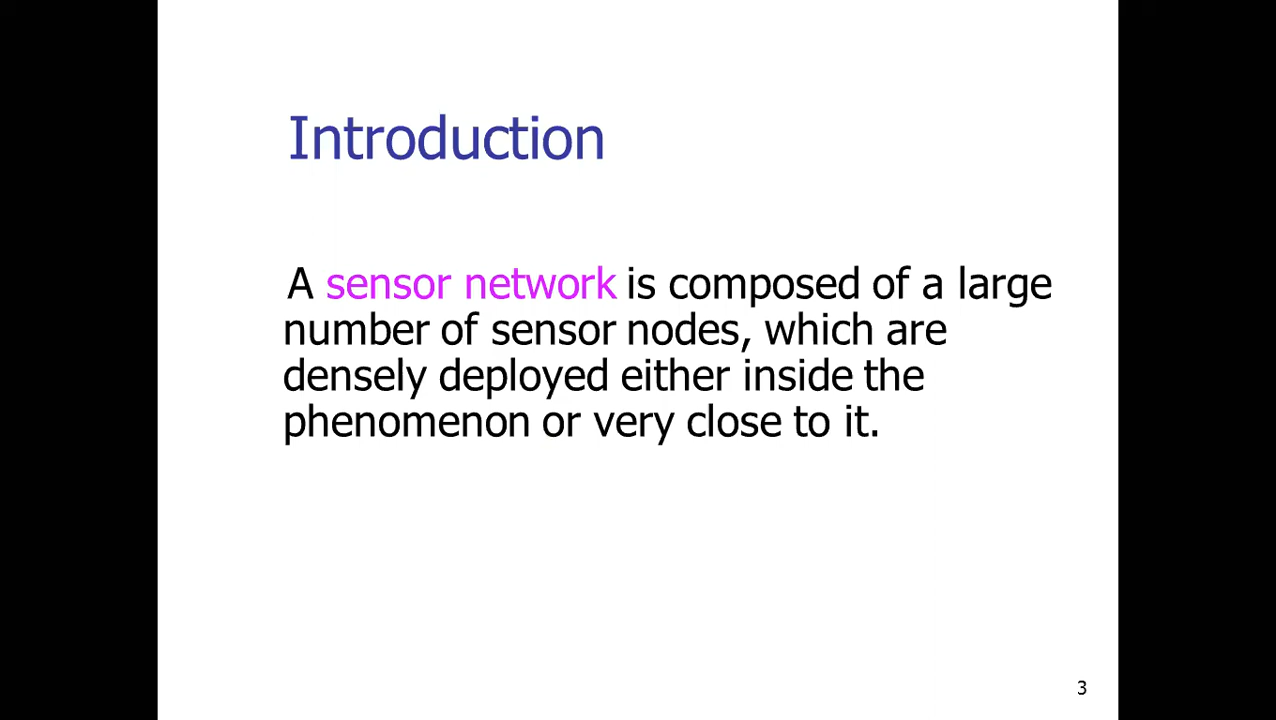 Introduction
A sensor network is composed of a large
number of sensor nodes, which are
densely deployed either inside the
phenomenon or very close to it.
3